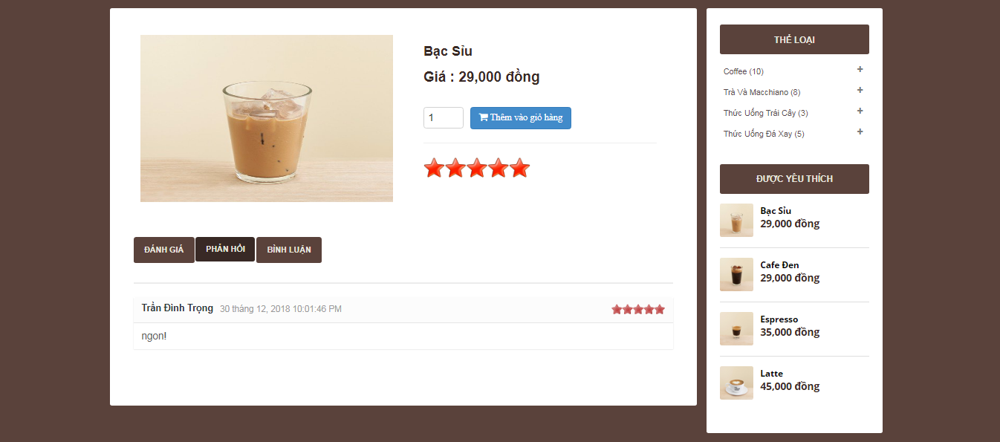 Bạc Sỉu
Giá : 29,000 đồng
1
Thêm vào giỏ hàng
ĐÁNH GIÁ
PHẢN HỒI
BÌNH LUẬN
Trần Đình Trọng 30 tháng 12, 2018 10:01:46 PM
ngon!
THỂ LOẠI
Coffee (10) +
Trà Và Macchiano (8) +
Thức Uống Trái Cây (3) +
Thức Uống Đá Xay (5) +
ĐƯỢC YÊU THÍCH
Bạc Sỉu
29,000 đồng
Cafe Đen
29,000 đồng
Espresso
35,000 đồng
Latte
45,000 đồng